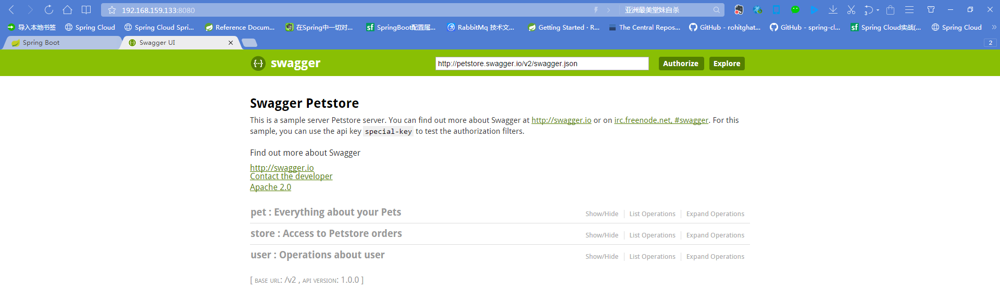 192.168.159.133:8080 亚洲最美堂妹自杀
导入本地书签 Spring Cloud Spring Cloud Spri... Reference Docum... 在Spring中一切对... SpringBoot配置属... RabbitMq 技术文... Getting Started · R... The Central Repos... GitHub - rohitghat... GitHub - spring-cl... Spring Cloud实战(... Spring Cloud »
Spring Boot Swagger UI 2
swagger http://petstore.swagger.io/v2/swagger.json Authorize Explore
Swagger Petstore
This is a sample server Petstore server. You can find out more about Swagger at http://swagger.io or on irc.freenode.net, #swagger. For this
sample, you can use the api key special-key to test the authorization filters.
Find out more about Swagger
http://swagger.io
Contact the developer
Apache 2.0
pet : Everything about your Pets Show/Hide List Operations Expand Operations
store : Access to Petstore orders Show/Hide List Operations Expand Operations
user : Operations about user Show/Hide List Operations Expand Operations
[ BASE URL: /v2 , API VERSION: 1.0.0 ]